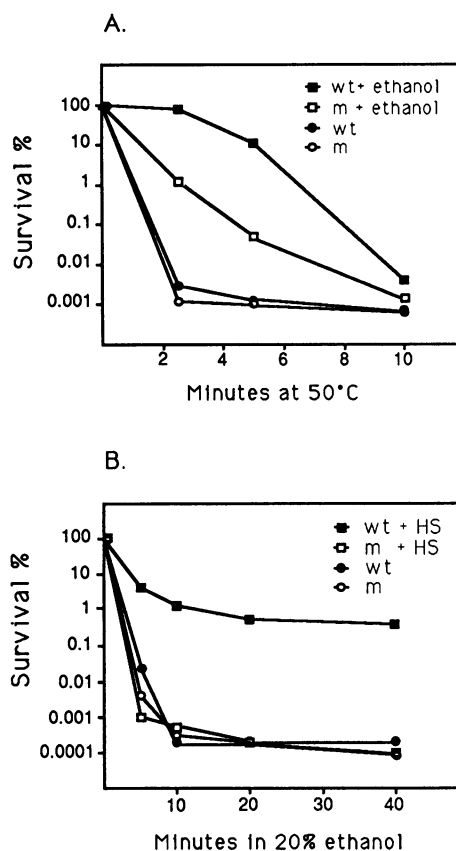 A.
wt + ethanol
m + ethanol
wt
m
Survival %
100
10
1
0.1
0.01
0.001
2
4
6
8
10
Minutes at 50°C
B.
wt + HS
m + HS
wt
m
Survival %
100
10
1
0.1
0.01
0.001
0.0001
10
20
30
40
Minutes in 20% ethanol